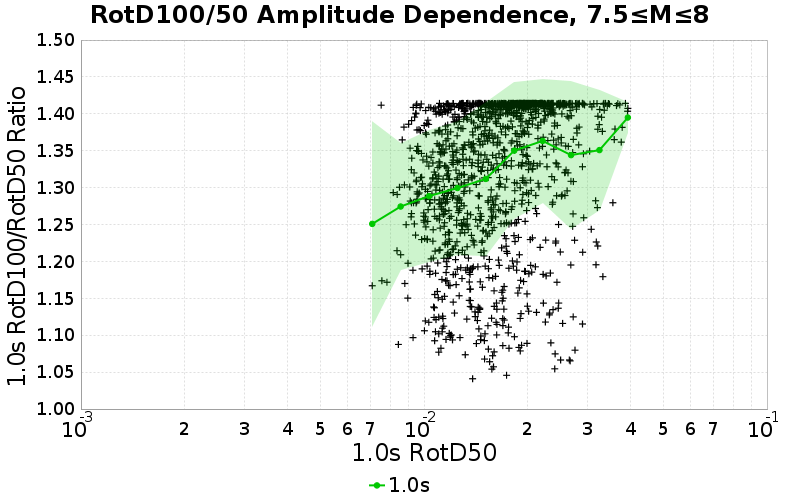 RotD100/50 Amplitude Dependence, 7.5≤M≤8
1.0s RotD100/RotD50 Ratio
1.50
1.45
1.40
1.35
1.30
1.25
1.20
1.15
1.10
1.05
1.00
10^-3 2 3 4 5 6 7 10^-2 2 3 4 5 6 7 10^-1
1.0s RotD50
1.0s